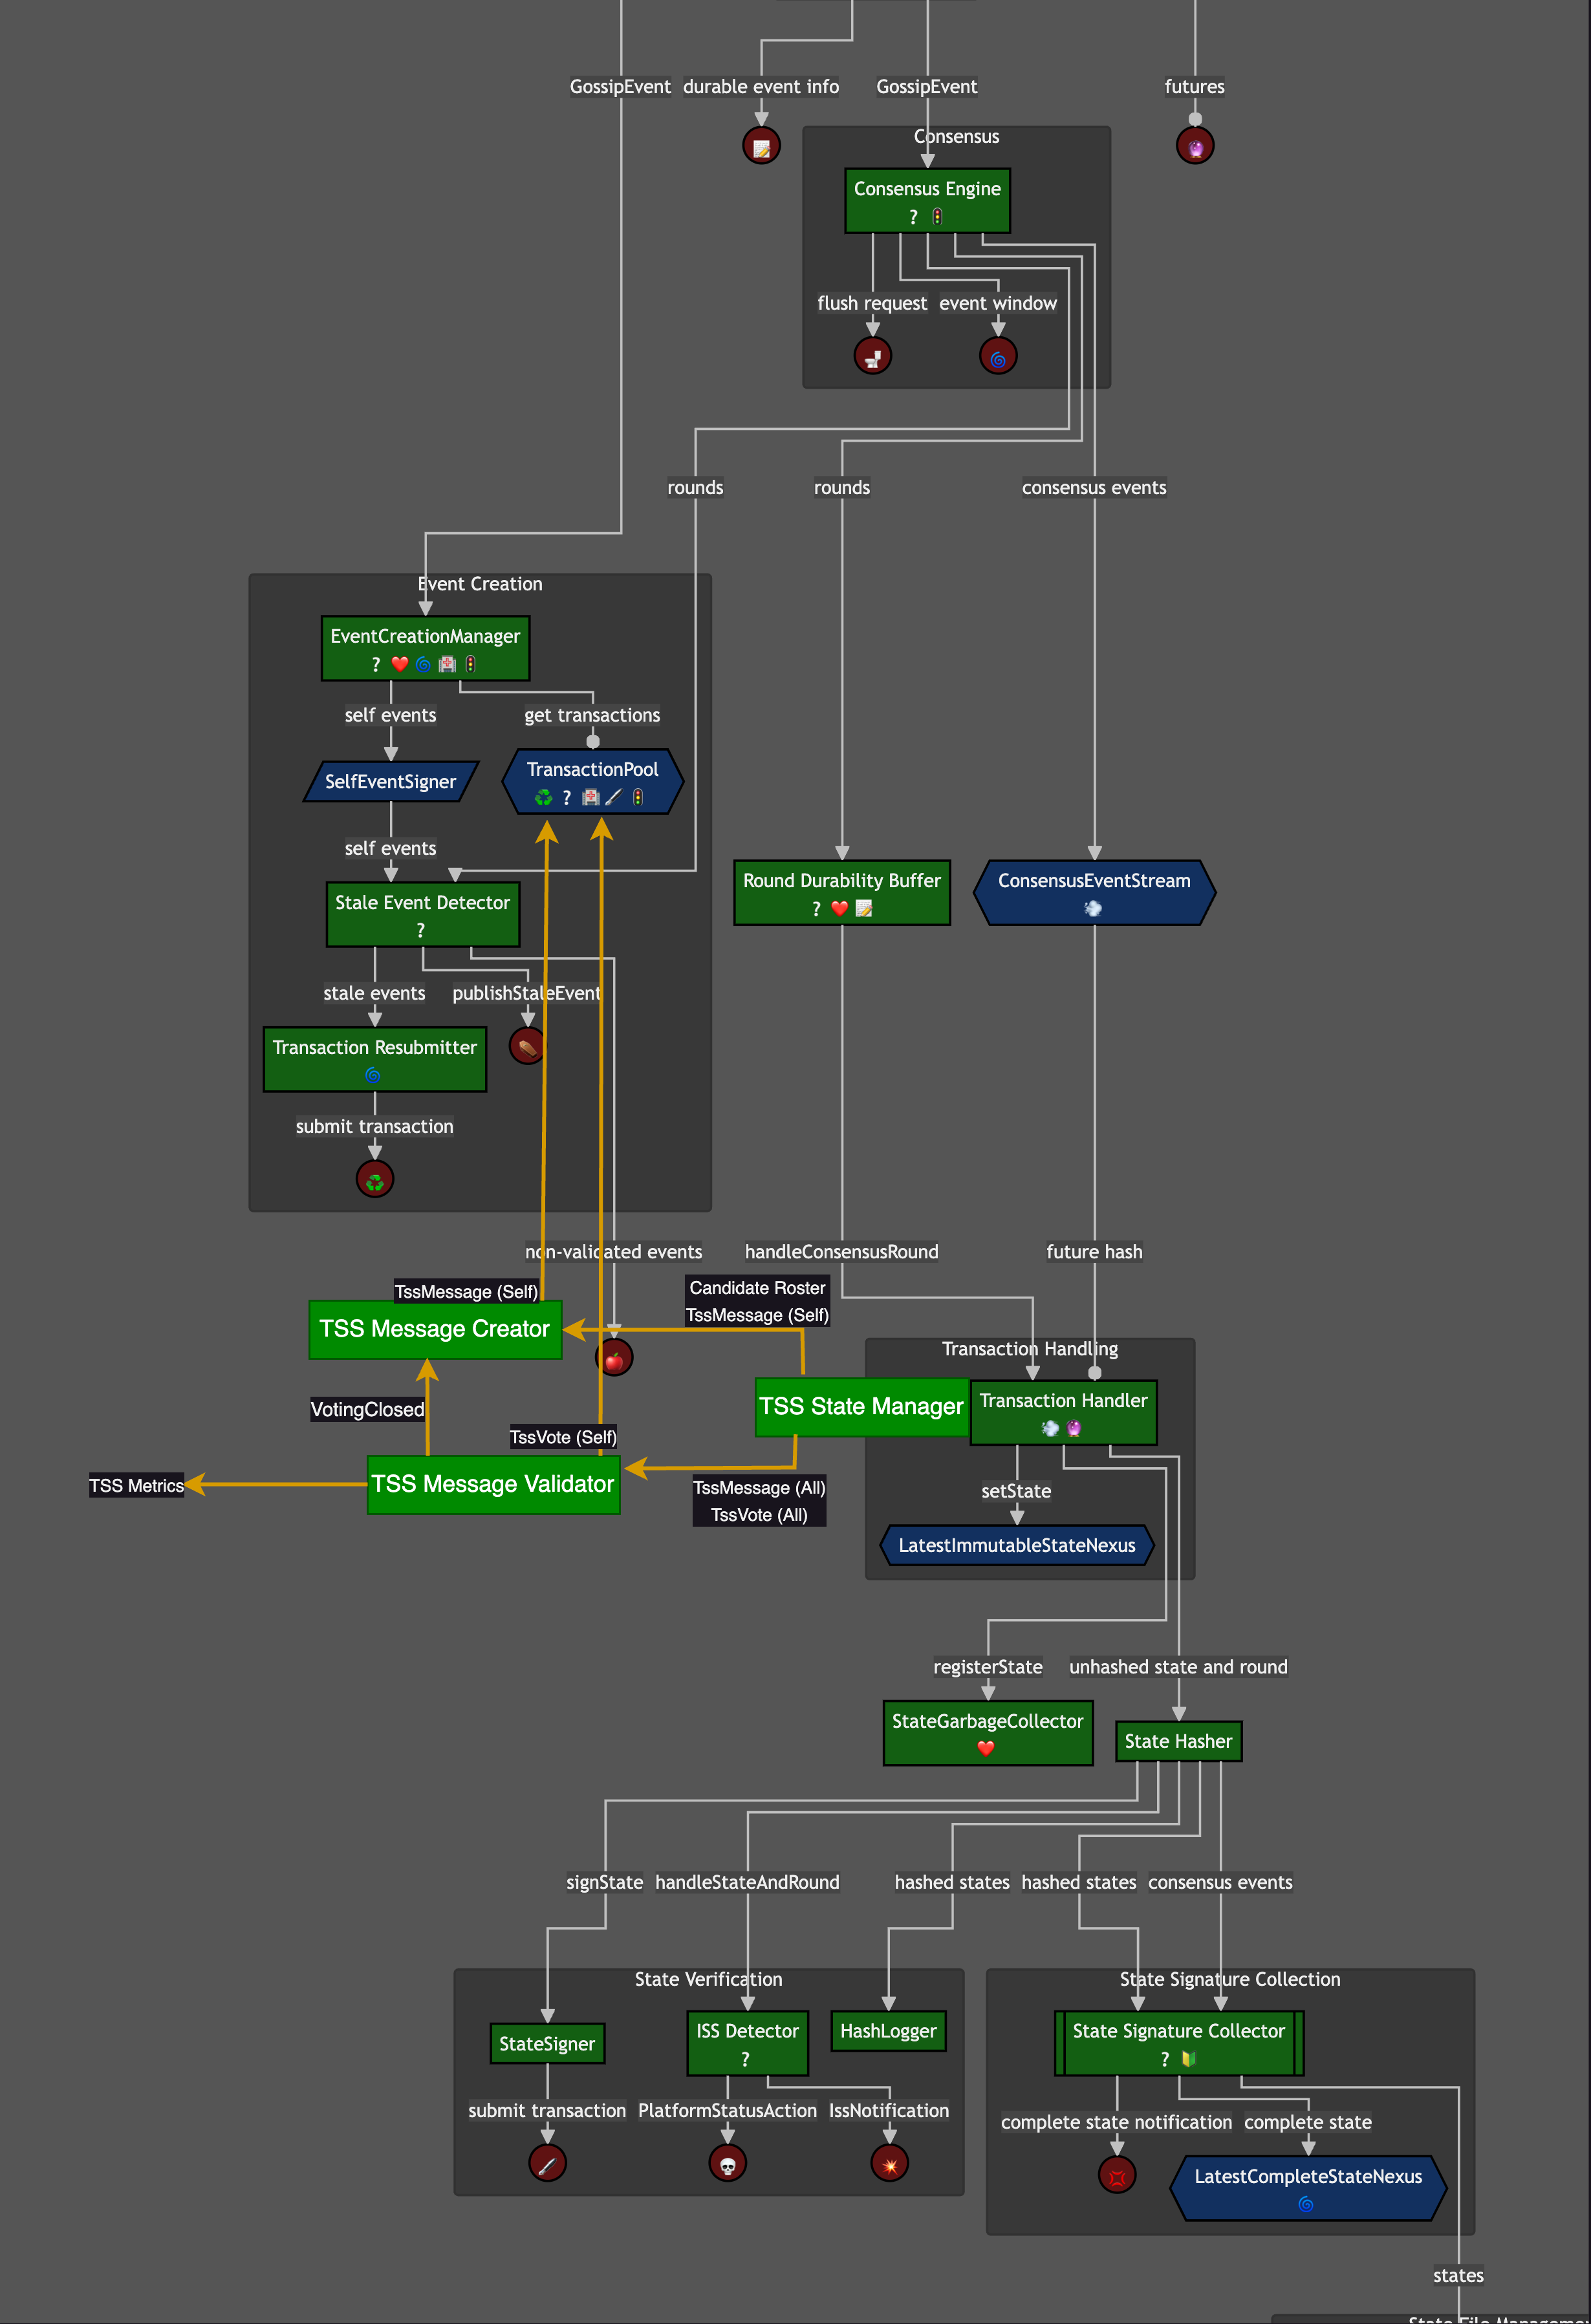 GossipEvent
durable event info
GossipEvent
futures
Consensus
Consensus Engine
?
flush request
event window
rounds
rounds
consensus events
Event Creation
EventCreationManager
?
self events
get transactions
SelfEventSigner
TransactionPool
?
self events
Stale Event Detector
?
Round Durability Buffer
?
ConsensusEventStream
stale events
publishStaleEvent
Transaction Resubmitter
submit transaction
non-validated events
handleConsensusRound
future hash
TssMessage (Self)
Candidate Roster
TssMessage (Self)
TSS Message Creator
Transaction Handling
TSS State Manager
Transaction Handler
VotingClosed
TssVote (Self)
TSS Metrics
TSS Message Validator
TssMessage (All)
TssVote (All)
setState
LatestImmutableStateNexus
registerState
unhashed state and round
StateGarbageCollector
State Hasher
signState
handleStateAndRound
hashed states
hashed states
consensus events
State Verification
State Signature Collection
StateSigner
ISS Detector
?
HashLogger
State Signature Collector
?
submit transaction
PlatformStatusAction
IssNotification
complete state notification
complete state
LatestCompleteStateNexus
states